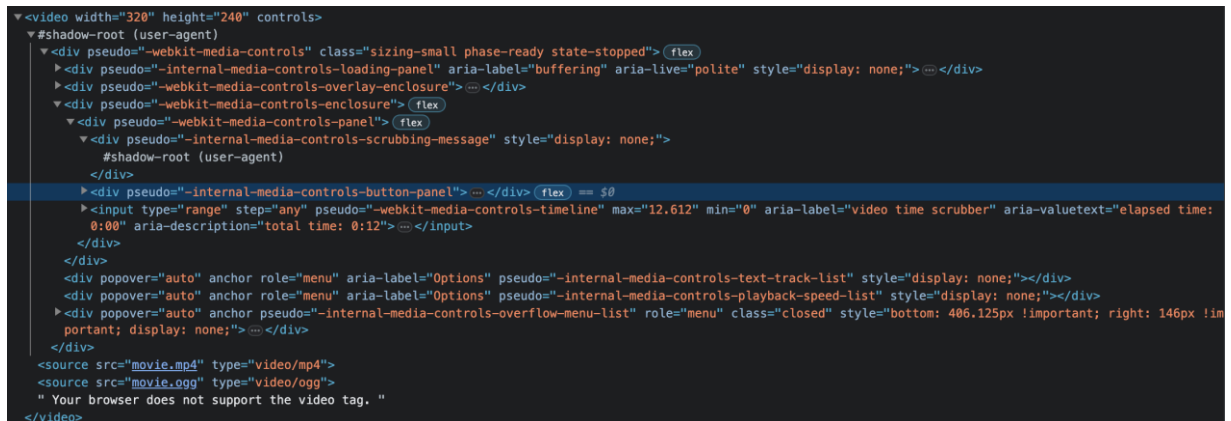 ▼<video width="320" height="240" controls>
▼#shadow-root (user-agent)
▼<div pseudo="-webkit-media-controls" class="sizing-small phase-ready state-stopped"> flex
▶<div pseudo="-internal-media-controls-loading-panel" aria-label="buffering" aria-live="polite" style="display: none;">⋯</div>
▶<div pseudo="-webkit-media-controls-overlay-enclosure">⋯</div>
▼<div pseudo="-webkit-media-controls-enclosure"> flex
▼<div pseudo="-webkit-media-controls-panel"> flex
▼<div pseudo="-internal-media-controls-scrubbing-message" style="display: none;">
#shadow-root (user-agent)
</div>
▶<div pseudo="-internal-media-controls-button-panel">⋯</div> flex == $0
▶<input type="range" step="any" pseudo="-webkit-media-controls-timeline" max="12.612" min="0" aria-label="video time scrubber" aria-valuetext="elapsed time:
0:00" aria-description="total time: 0:12">⋯</input>
</div>
</div>
<div popover="auto" anchor role="menu" aria-label="Options" pseudo="-internal-media-controls-text-track-list" style="display: none;"></div>
<div popover="auto" anchor role="menu" aria-label="Options" pseudo="-internal-media-controls-playback-speed-list" style="display: none;"></div>
▶<div popover="auto" anchor pseudo="-internal-media-controls-overflow-menu-list" role="menu" class="closed" style="bottom: 406.125px !important; right: 146px !im
portant; display: none;">⋯</div>
</div>
<source src="movie.mp4" type="video/mp4">
<source src="movie.ogg" type="video/ogg">
" Your browser does not support the video tag. "
</video>